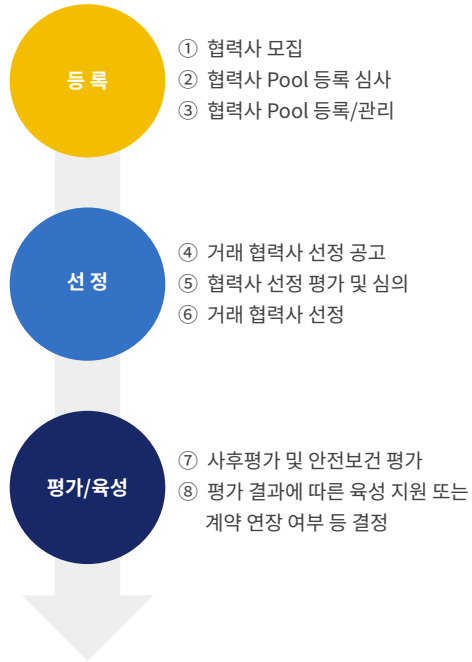 등 록
① 협력사 모집
② 협력사 Pool 등록 심사
③ 협력사 Pool 등록/관리
선 정
④ 거래 협력사 선정 공고
⑤ 협력사 선정 평가 및 심의
⑥ 거래 협력사 선정
평가/육성
⑦ 사후평가 및 안전보건 평가
⑧ 평가 결과에 따른 육성 지원 또는
계약 연장 여부 등 결정